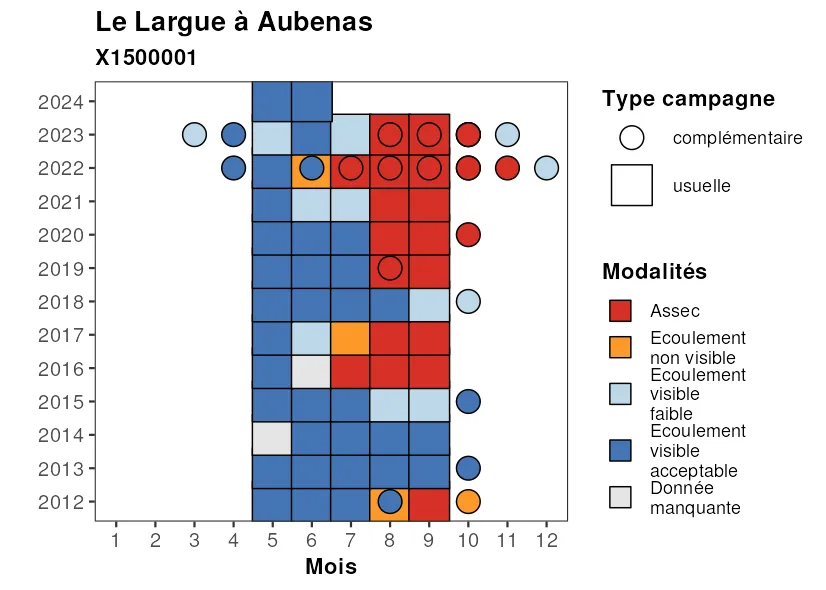 Le Largue à Aubenas
X1500001
2024
2023
2022
2021
2020
2019
2018
2017
2016
2015
2014
2013
2012
1 2 3 4 5 6 7 8 9 10 11 12
Mois
Type campagne
complémentaire
usuelle
Modalités
Assec
Ecoulement
non visible
Ecoulement
visible
faible
Ecoulement
visible
acceptable
Donnée
manquante